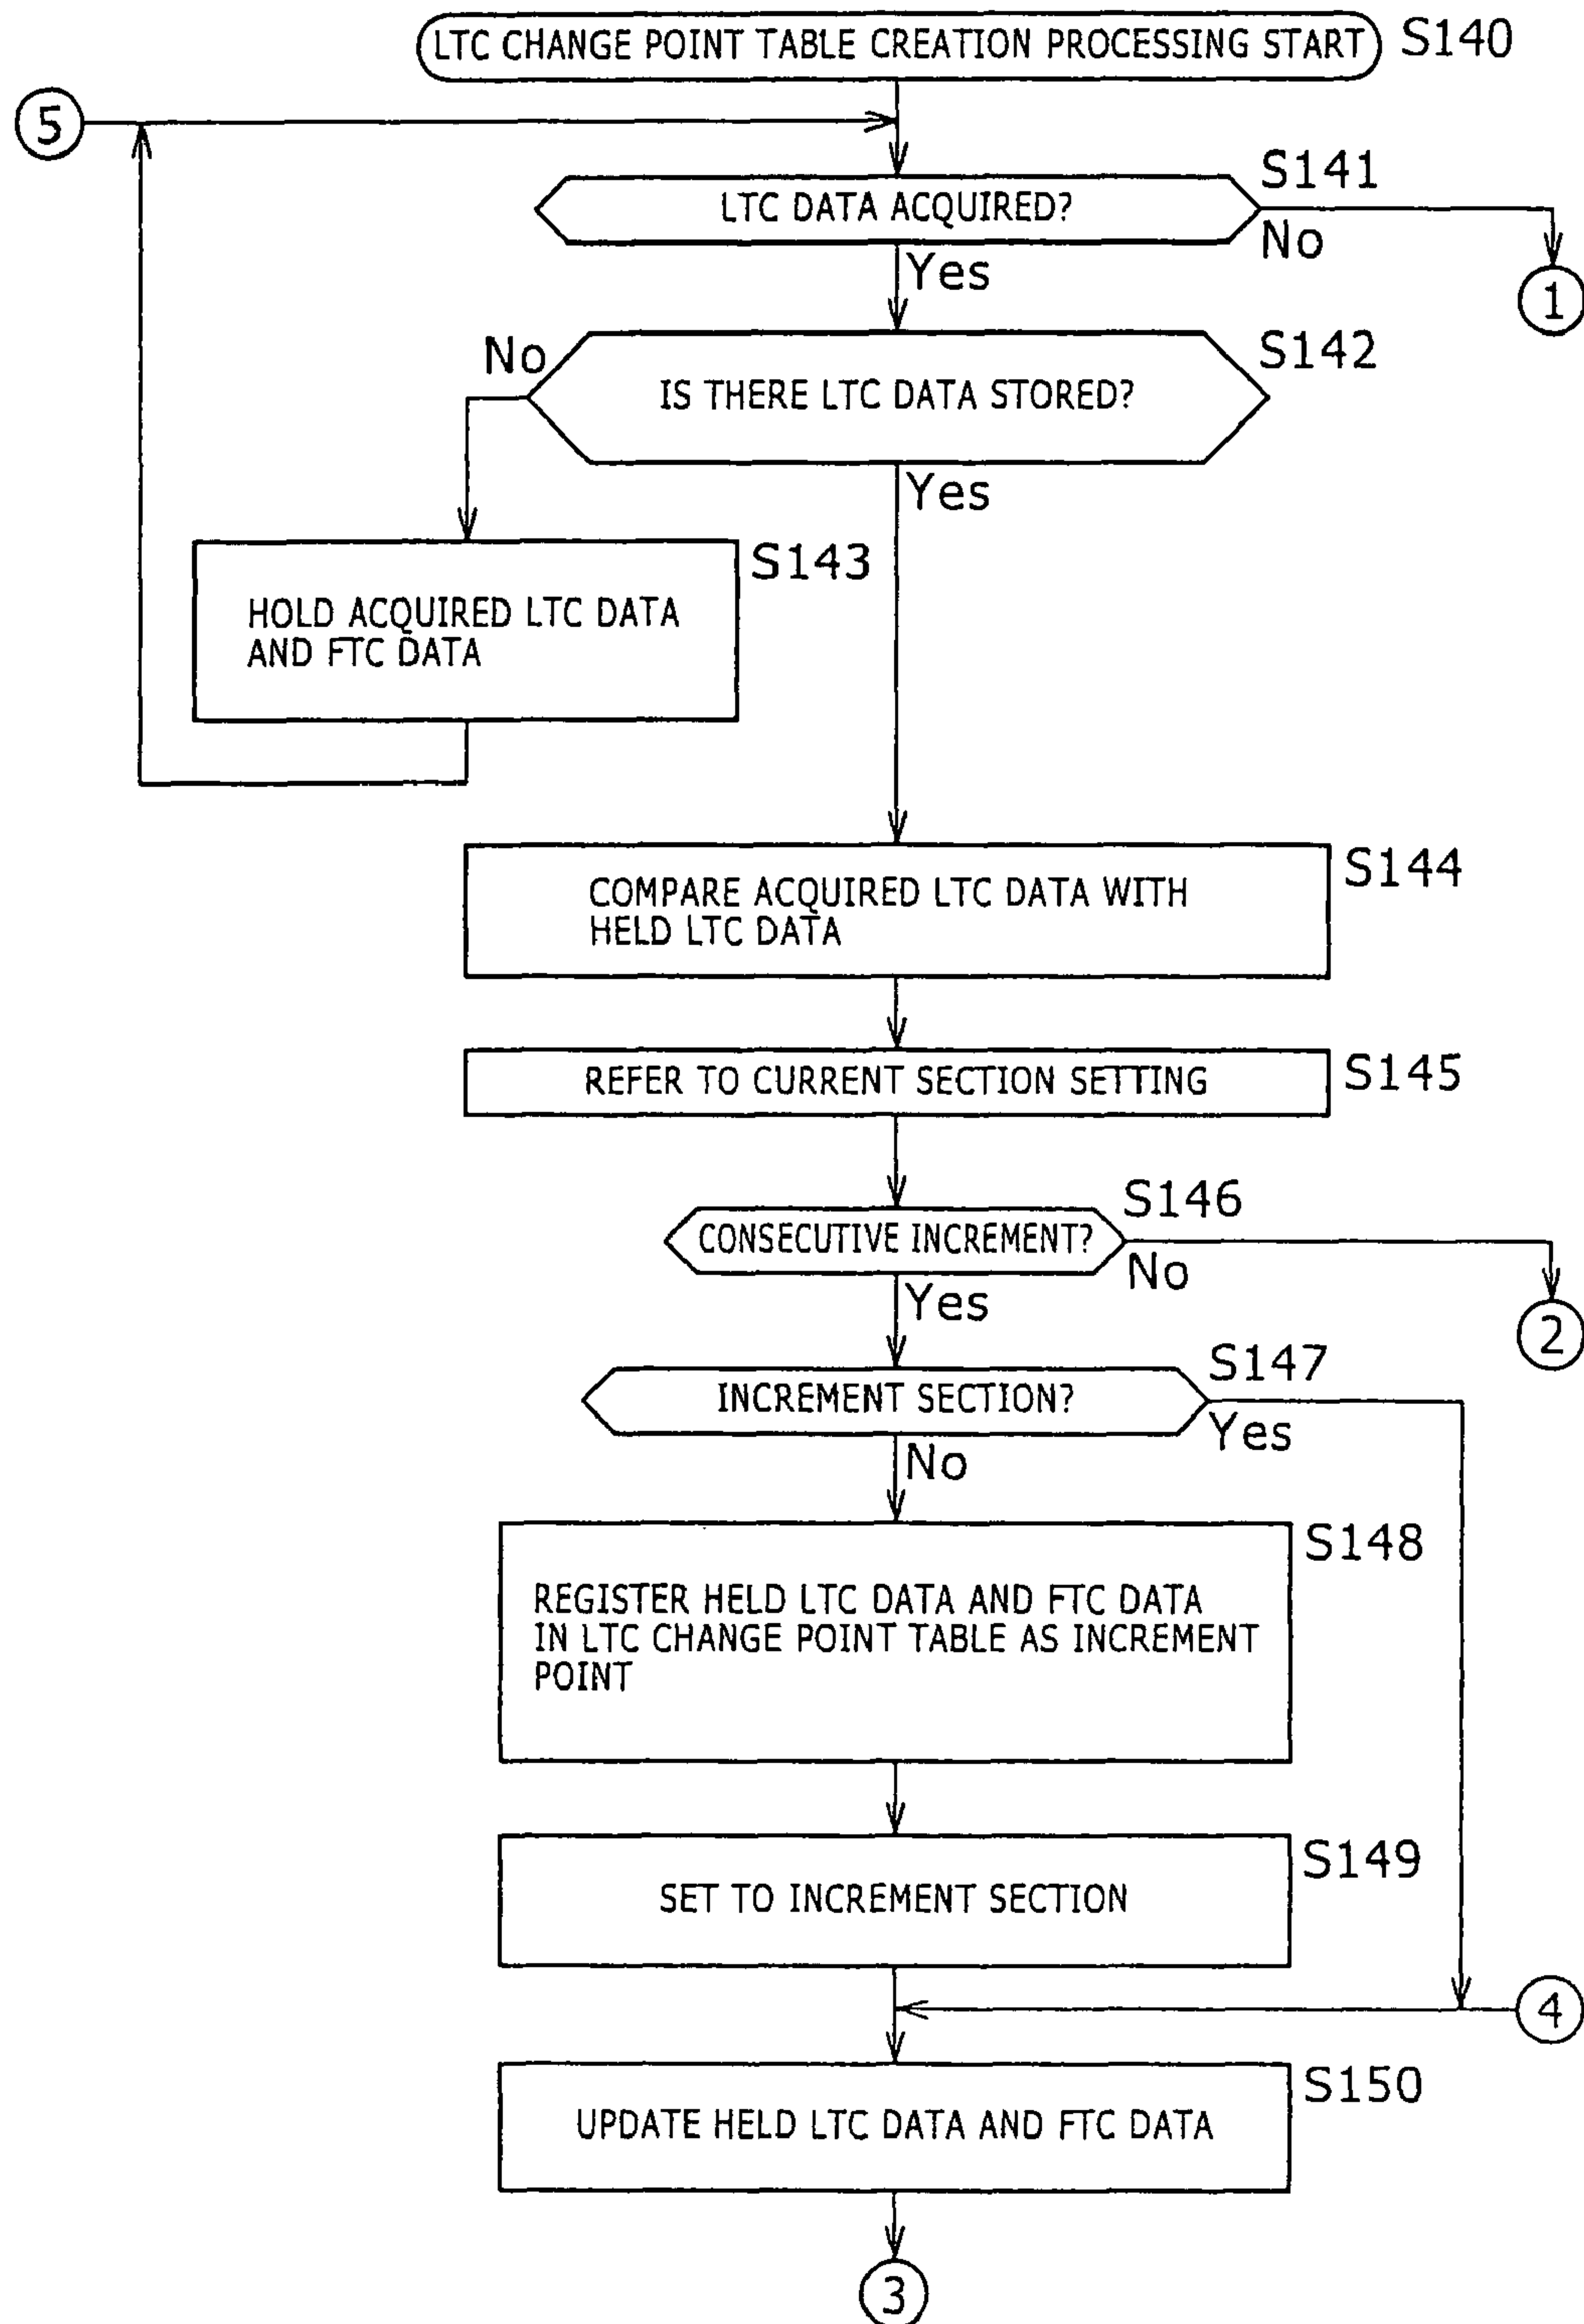 LTC CHANGE POINT TABLE CREATION PROCESSING START
S140
5
S141
LTC DATA ACQUIRED?
No
Yes
1
No
S142
IS THERE LTC DATA STORED?
Yes
S143
HOLD ACQUIRED LTC DATA
AND FTC DATA
S144
COMPARE ACQUIRED LTC DATA WITH
HELD LTC DATA
REFER TO CURRENT SECTION SETTING
S145
S146
CONSECUTIVE INCREMENT?
No
Yes
2
S147
INCREMENT SECTION?
Yes
No
S148
REGISTER HELD LTC DATA AND FTC DATA
IN LTC CHANGE POINT TABLE AS INCREMENT
POINT
S149
SET TO INCREMENT SECTION
4
S150
UPDATE HELD LTC DATA AND FTC DATA
3